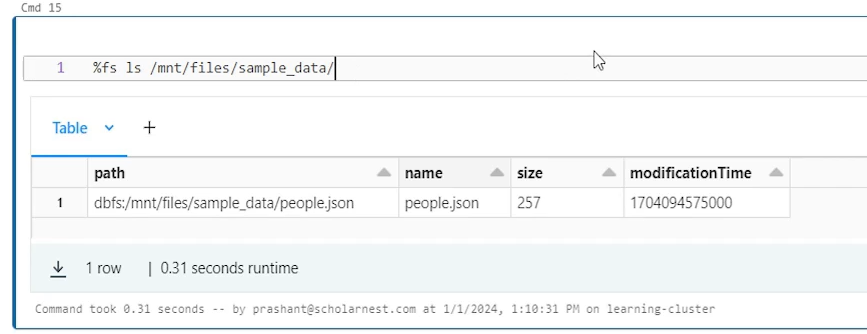 Cmd 15
1 %fs ls /mnt/files/sample_data/
Table +
path name size modificationTime
1 dbfs:/mnt/files/sample_data/people.json people.json 257 1704094575000
1 row | 0.31 seconds runtime
Command took 0.31 seconds -- by prashant@scholarnest.com at 1/1/2024, 1:10:31 PM on learning-cluster